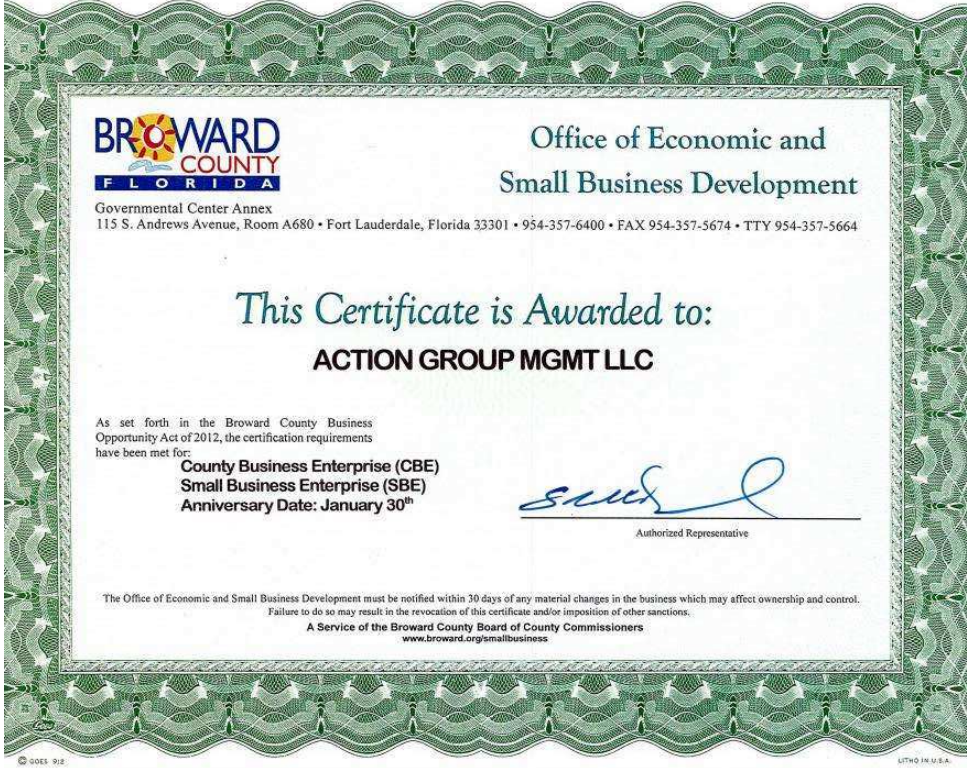 BROWARD
COUNTY
FLORIDA
Office of Economic and
Small Business Development
Governmental Center Annex
115 S. Andrews Avenue, Room A680 • Fort Lauderdale, Florida 33301 • 954-357-6400 • FAX 954-357-5674 • TTY 954-357-5664
This Certificate is Awarded to:
ACTION GROUP MGMT LLC
As set forth in the Broward County Business
Opportunity Act of 2012, the certification requirements
have been met for:
County Business Enterprise (CBE)
Small Business Enterprise (SBE)
Anniversary Date: January 30th
Authorized Representative
The Office of Economic and Small Business Development must be notified within 30 days of any material changes in the business which may affect ownership and control.
Failure to do so may result in the revocation of this certificate and/or imposition of other sanctions.
A Service of the Broward County Board of County Commissioners
www.broward.org/smallbusiness
© GOES 912
LITHO IN U.S.A.